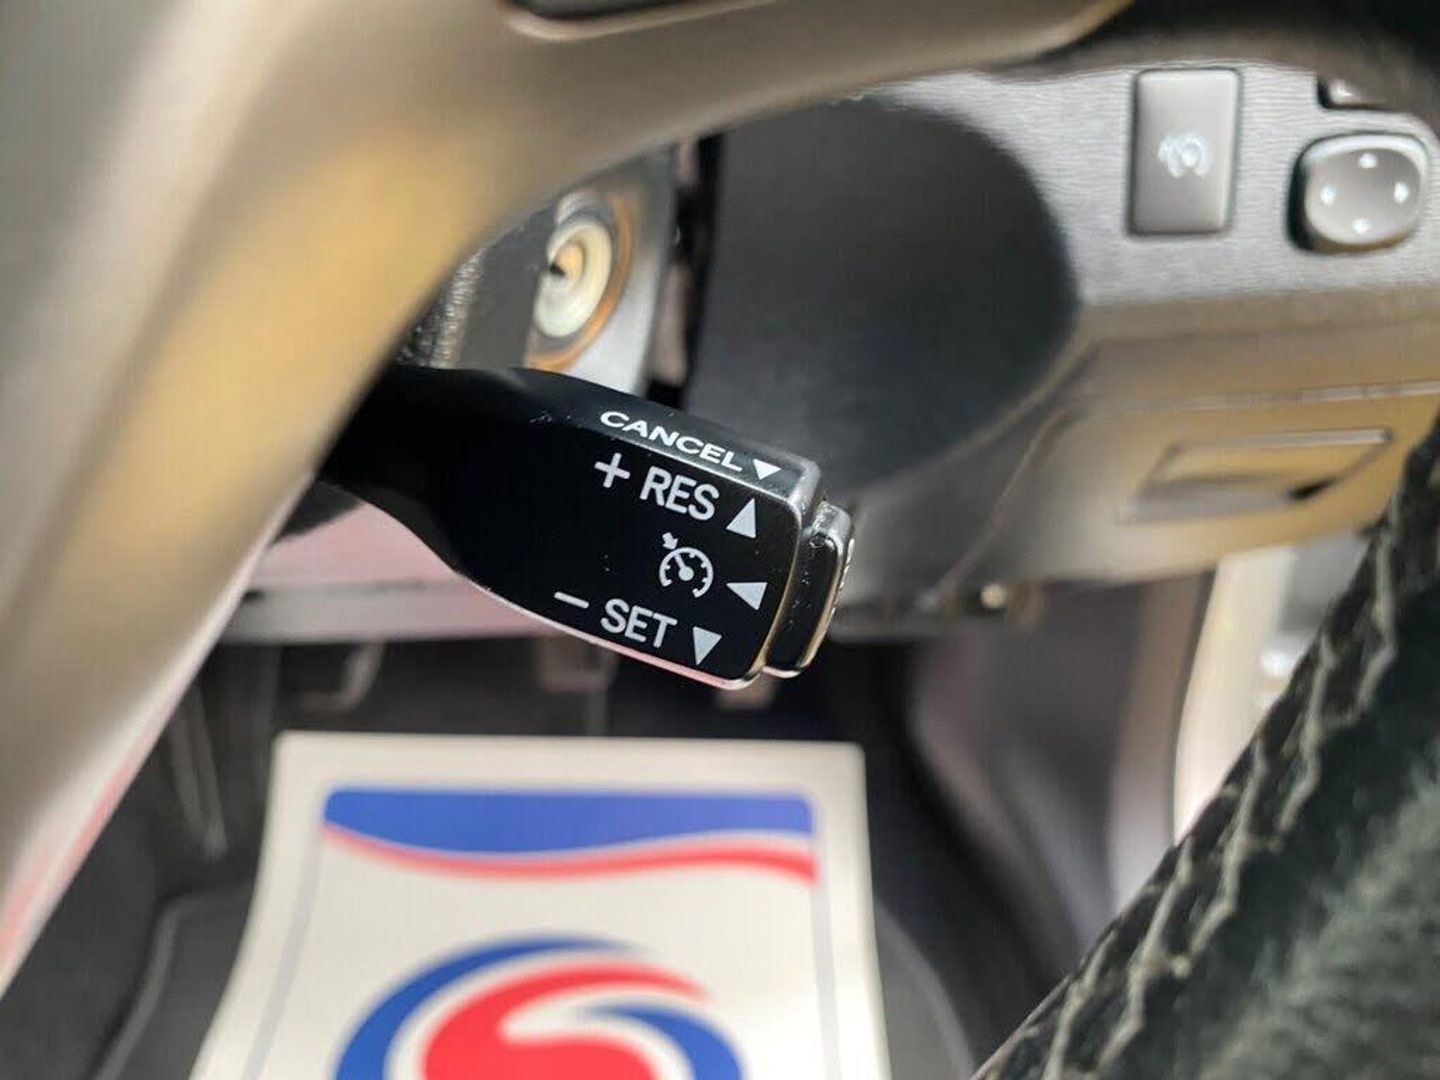 CANCEL
+ RES
- SET